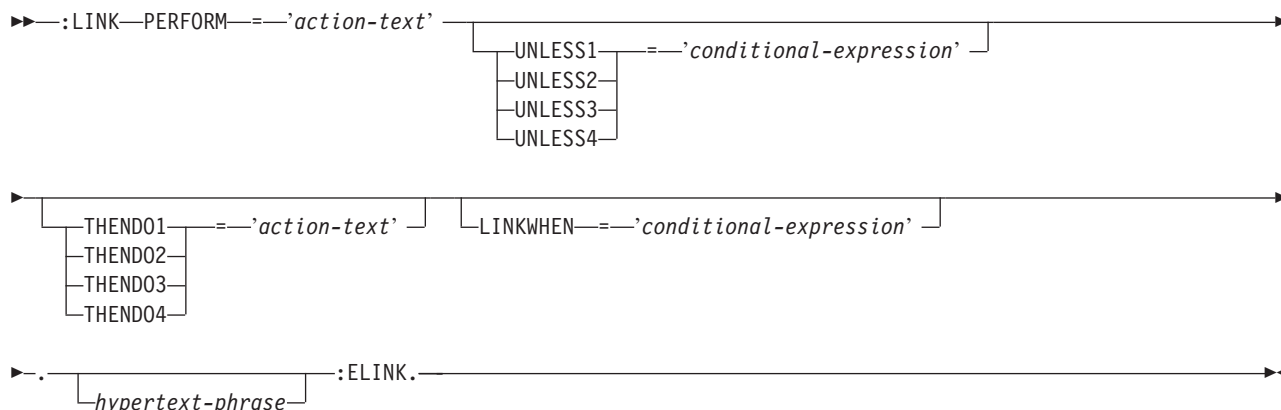 :LINK PERFORM = ’action-text’
UNLESS1 = ’conditional-expression’
UNLESS2
UNLESS3
UNLESS4
THENDO1 = ’action-text’ LINKWHEN = ’conditional-expression’
THENDO2
THENDO3
THENDO4
. :ELINK.
hypertext-phrase